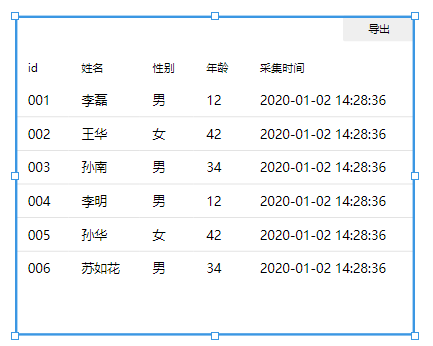 导出
id 姓名 性别 年龄 采集时间
001 李磊 男 12 2020-01-02 14:28:36
002 王华 女 42 2020-01-02 14:28:36
003 孙南 男 34 2020-01-02 14:28:36
004 李明 男 12 2020-01-02 14:28:36
005 孙华 女 42 2020-01-02 14:28:36
006 苏如花 男 34 2020-01-02 14:28:36